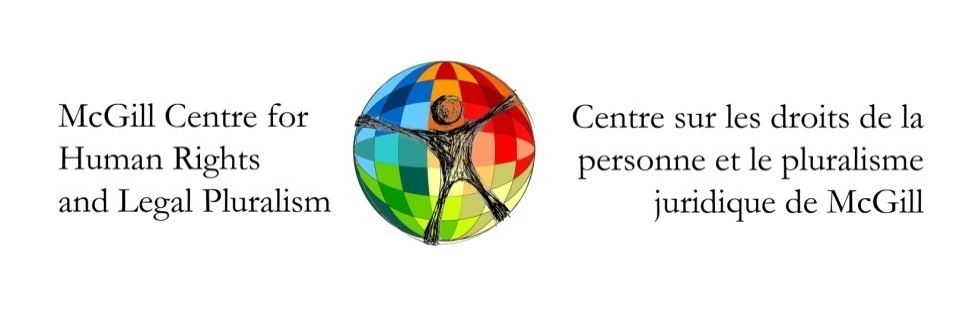 McGill Centre for
Human Rights
and Legal Pluralism
Centre sur les droits de la
personne et le pluralisme
juridique de McGill